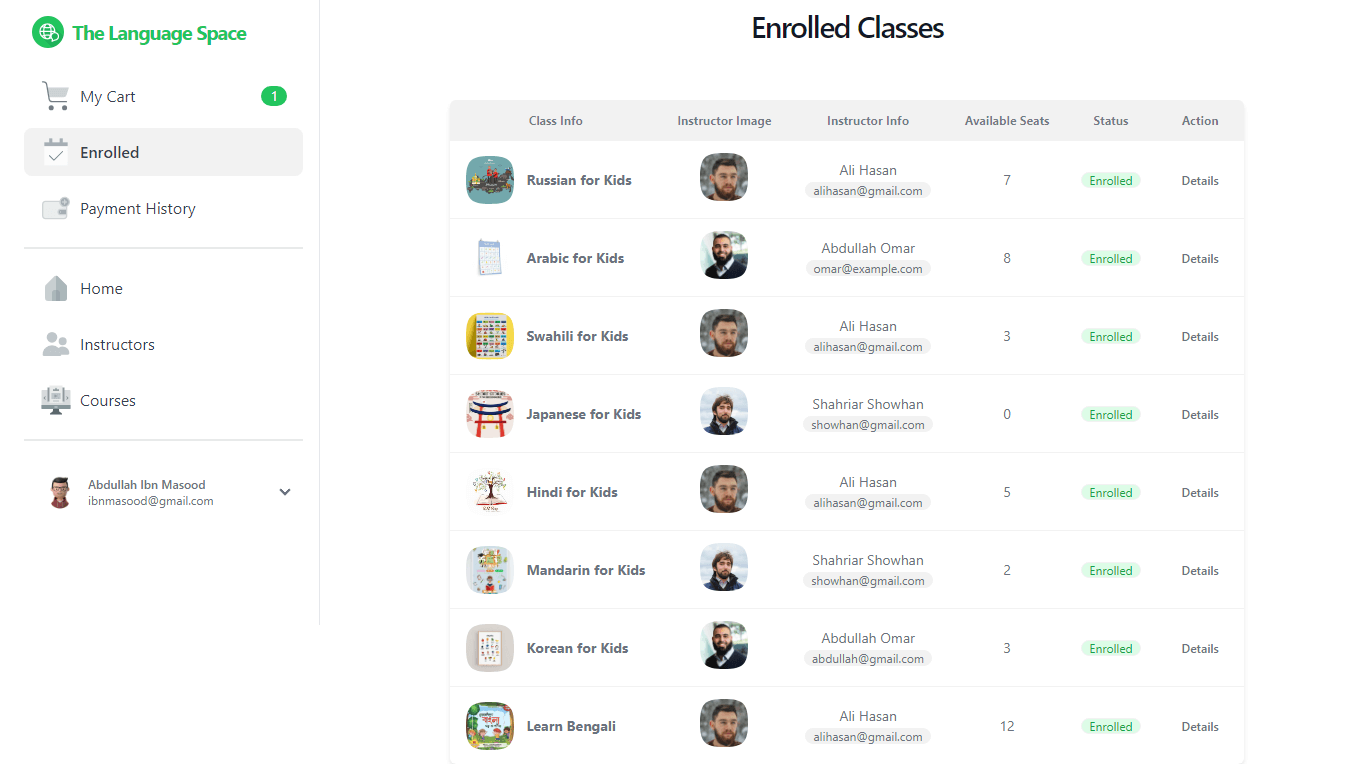 The Language Space
My Cart 1
Enrolled
Payment History
Home
Instructors
Courses
Abdullah Ibn Masood
ibnmasood@gmail.com
Enrolled Classes
Class Info Instructor Image Instructor Info Available Seats Status Action
Russian for Kids Ali Hasan 7 Enrolled Details
alihasan@gmail.com
Arabic for Kids Abdullah Omar 8 Enrolled Details
omar@example.com
Swahili for Kids Ali Hasan 3 Enrolled Details
alihasan@gmail.com
Japanese for Kids Shahriar Showhan 0 Enrolled Details
showhan@gmail.com
Hindi for Kids Ali Hasan 5 Enrolled Details
alihasan@gmail.com
Mandarin for Kids Shahriar Showhan 2 Enrolled Details
showhan@gmail.com
Korean for Kids Abdullah Omar 3 Enrolled Details
abdullah@gmail.com
Learn Bengali Ali Hasan 12 Enrolled Details
alihasan@gmail.com